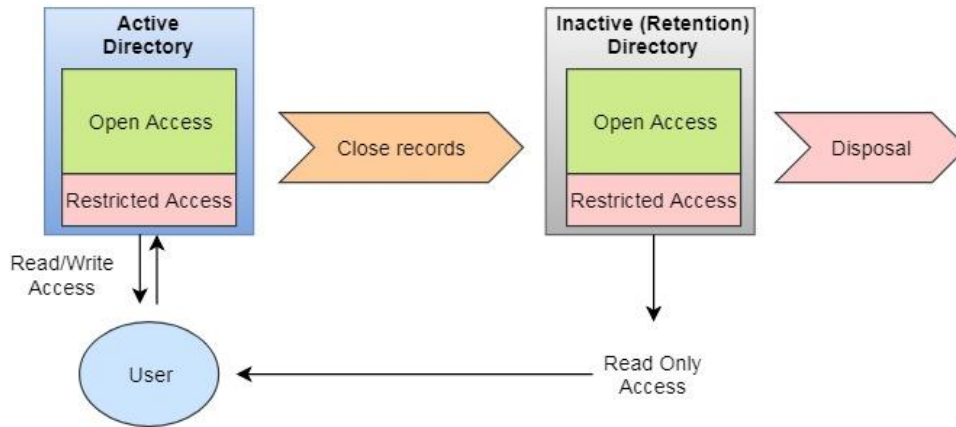 Active
Directory
Open Access
Restricted Access
Close records
Inactive (Retention)
Directory
Open Access
Restricted Access
Disposal
Read/Write
Access
User
Read Only
Access